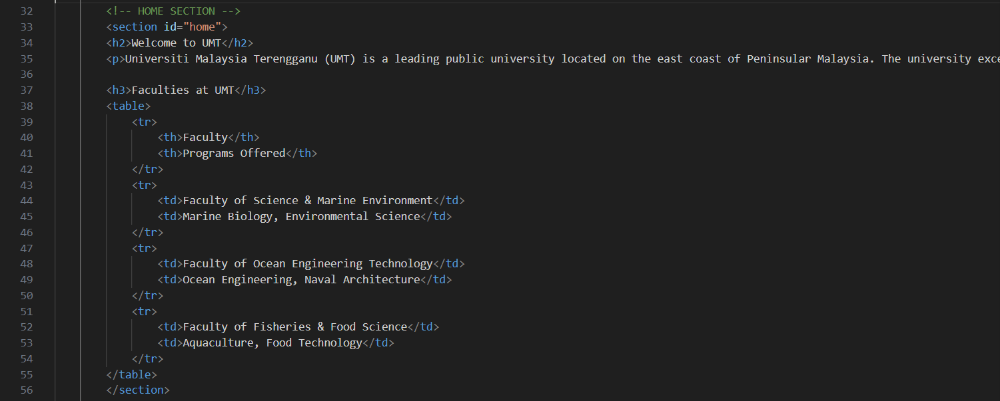 32 <!-- HOME SECTION -->
33 <section id="home">
34 <h2>Welcome to UMT</h2>
35 <p>Universiti Malaysia Terengganu (UMT) is a leading public university located on the east coast of Peninsular Malaysia. The university exce
36
37 <h3>Faculties at UMT</h3>
38 <table>
39 <tr>
40 <th>Faculty</th>
41 <th>Programs Offered</th>
42 </tr>
43 <tr>
44 <td>Faculty of Science & Marine Environment</td>
45 <td>Marine Biology, Environmental Science</td>
46 </tr>
47 <tr>
48 <td>Faculty of Ocean Engineering Technology</td>
49 <td>Ocean Engineering, Naval Architecture</td>
50 </tr>
51 <tr>
52 <td>Faculty of Fisheries & Food Science</td>
53 <td>Aquaculture, Food Technology</td>
54 </tr>
55 </table>
56 </section>